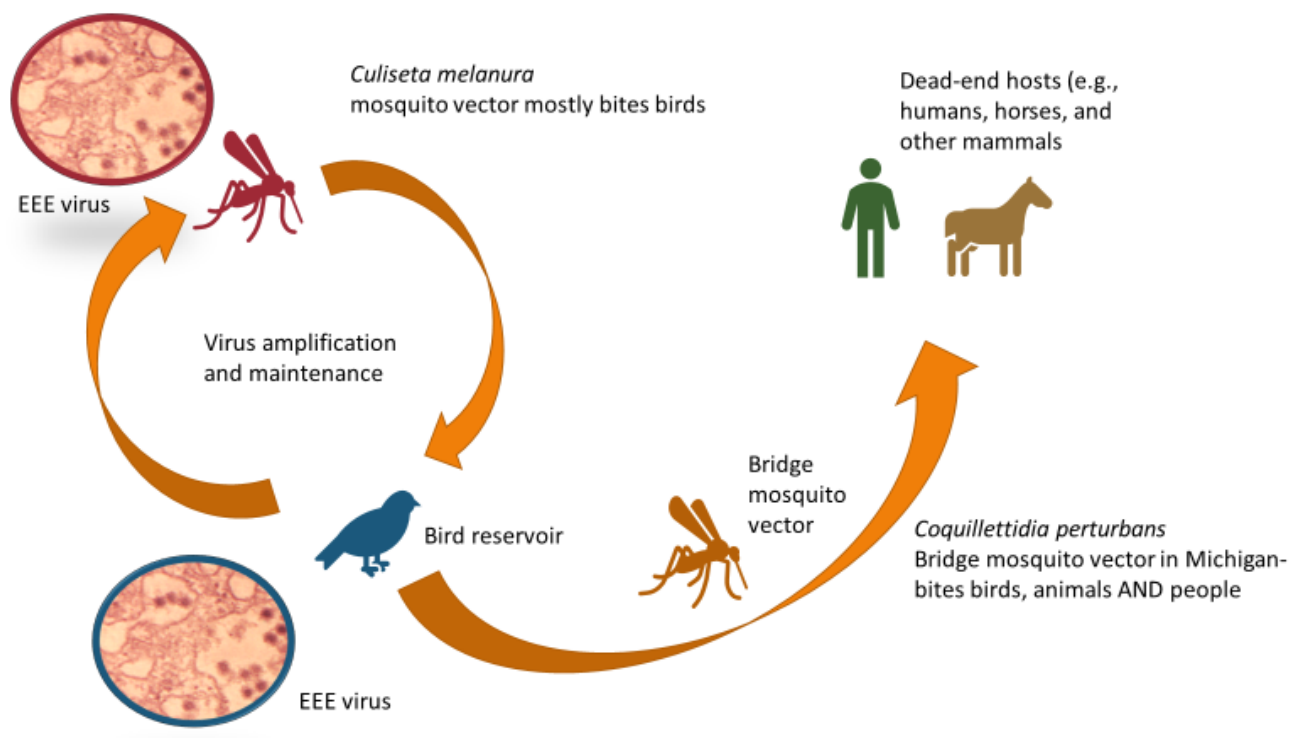 Culiseta melanura
mosquito vector mostly bites birds
Dead-end hosts (e.g.,
humans, horses, and
other mammals
EEE virus
Virus amplification
and maintenance
Bridge
mosquito
vector
Bird reservoir
Coquillettidia perturbans
Bridge mosquito vector in Michigan-
bites birds, animals AND people
EEE virus